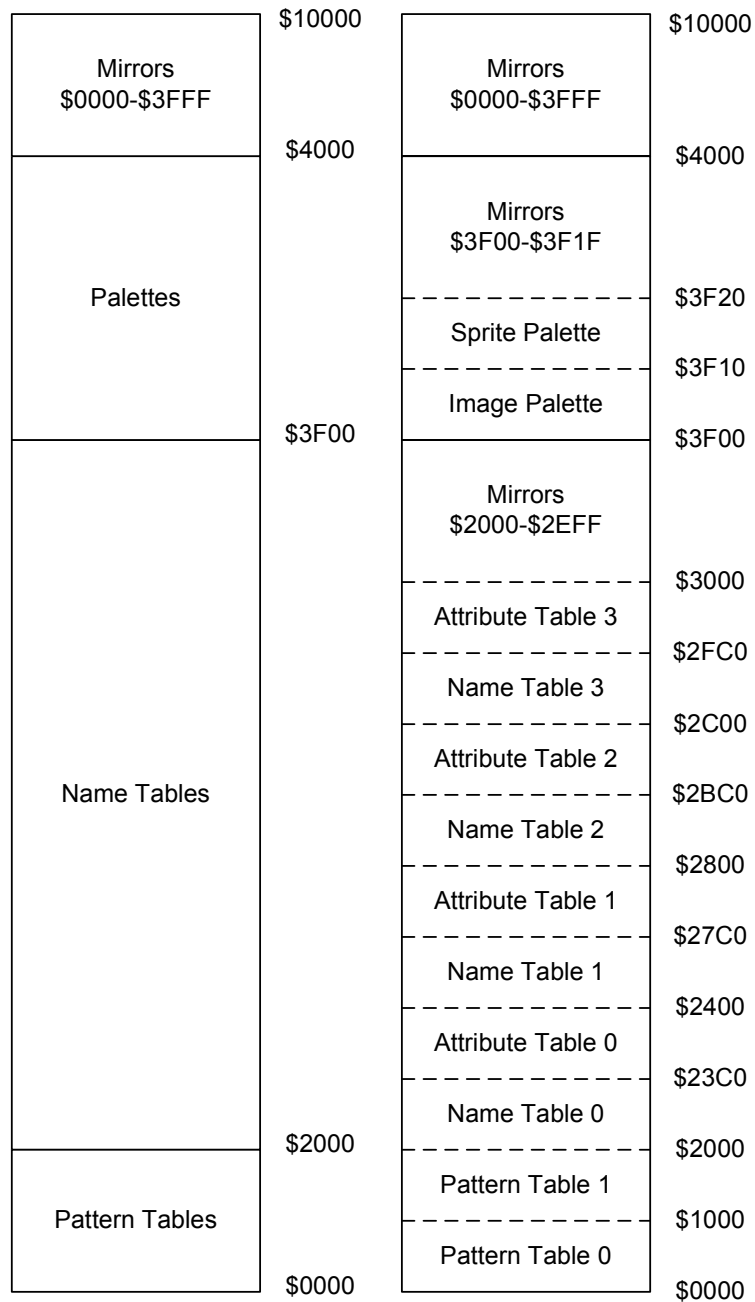 $10000
Mirrors
$0000-$3FFF
$4000
Palettes
$3F00
Name Tables
$2000
Pattern Tables
$0000
$10000
Mirrors
$0000-$3FFF
$4000
Mirrors
$3F00-$3F1F
$3F20
Sprite Palette
$3F10
Image Palette
$3F00
Mirrors
$2000-$2EFF
$3000
Attribute Table 3
$2FC0
Name Table 3
$2C00
Attribute Table 2
$2BC0
Name Table 2
$2800
Attribute Table 1
$27C0
Name Table 1
$2400
Attribute Table 0
$23C0
Name Table 0
$2000
Pattern Table 1
$1000
Pattern Table 0
$0000